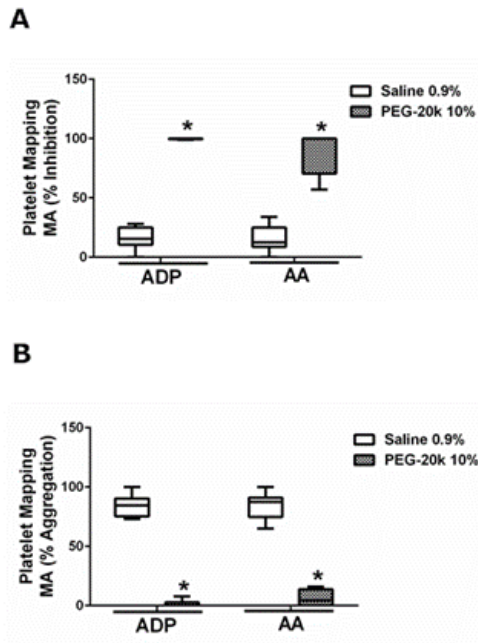 A
Platelet Mapping
MA (% Inhibition)
150
100
50
0
*
*
ADP
AA
Saline 0.9%
PEG-20k 10%
B
Platelet Mapping
MA (% Aggregation)
150
100
50
0
*
*
ADP
AA
Saline 0.9%
PEG-20k 10%